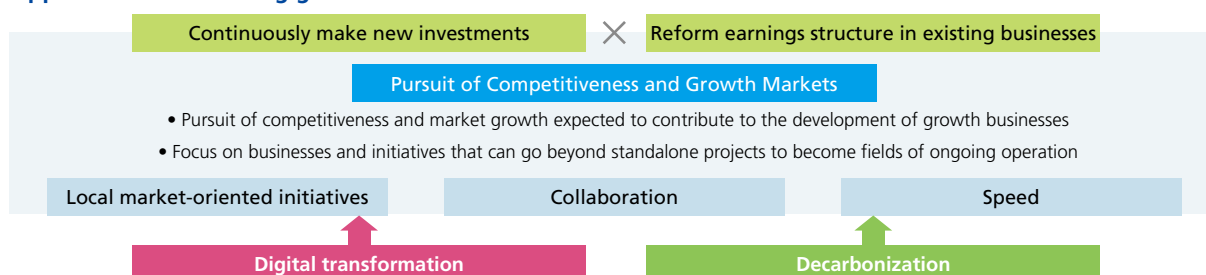 Continuously make new investments × Reform earnings structure in existing businesses
Pursuit of Competitiveness and Growth Markets
• Pursuit of competitiveness and market growth expected to contribute to the development of growth businesses
• Focus on businesses and initiatives that can go beyond standalone projects to become fields of ongoing operation
Local market-oriented initiatives
Collaboration
Speed
Digital transformation
Decarbonization